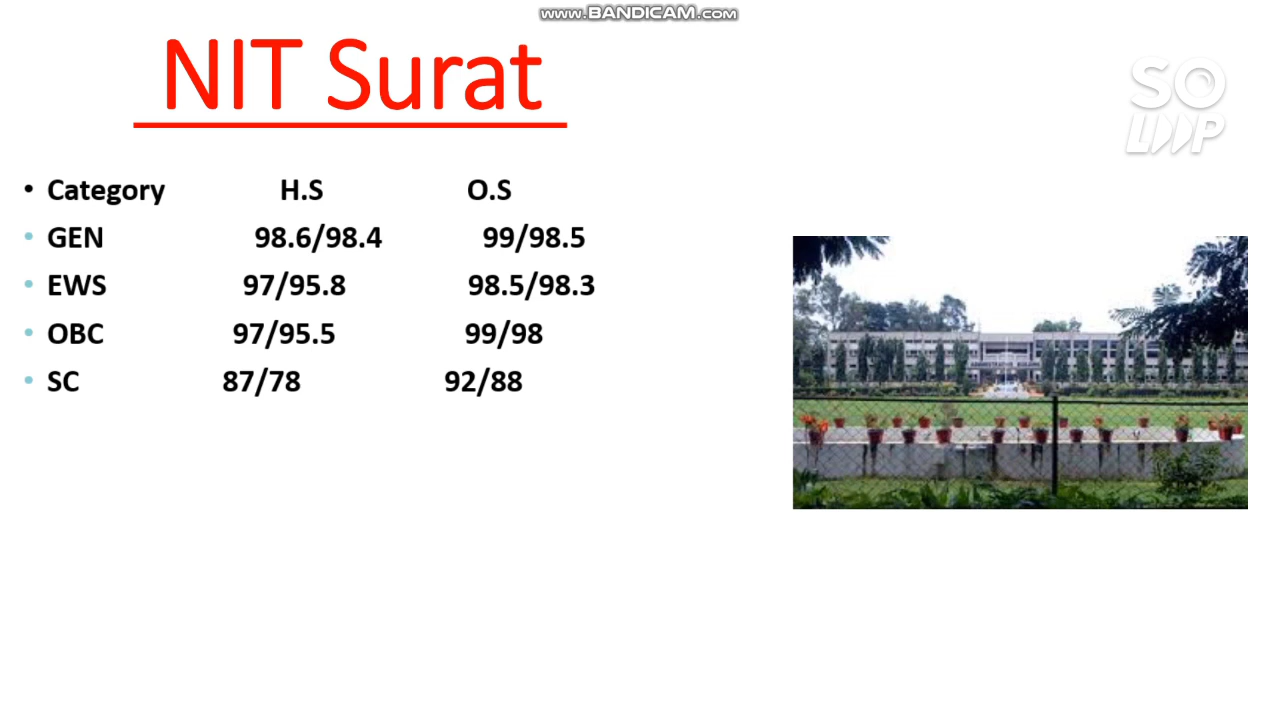 www.BANDICAM.com
NIT Surat
SO
LOOP
• Category H.S O.S
• GEN 98.6/98.4 99/98.5
• EWS 97/95.8 98.5/98.3
• OBC 97/95.5 99/98
• SC 87/78 92/88